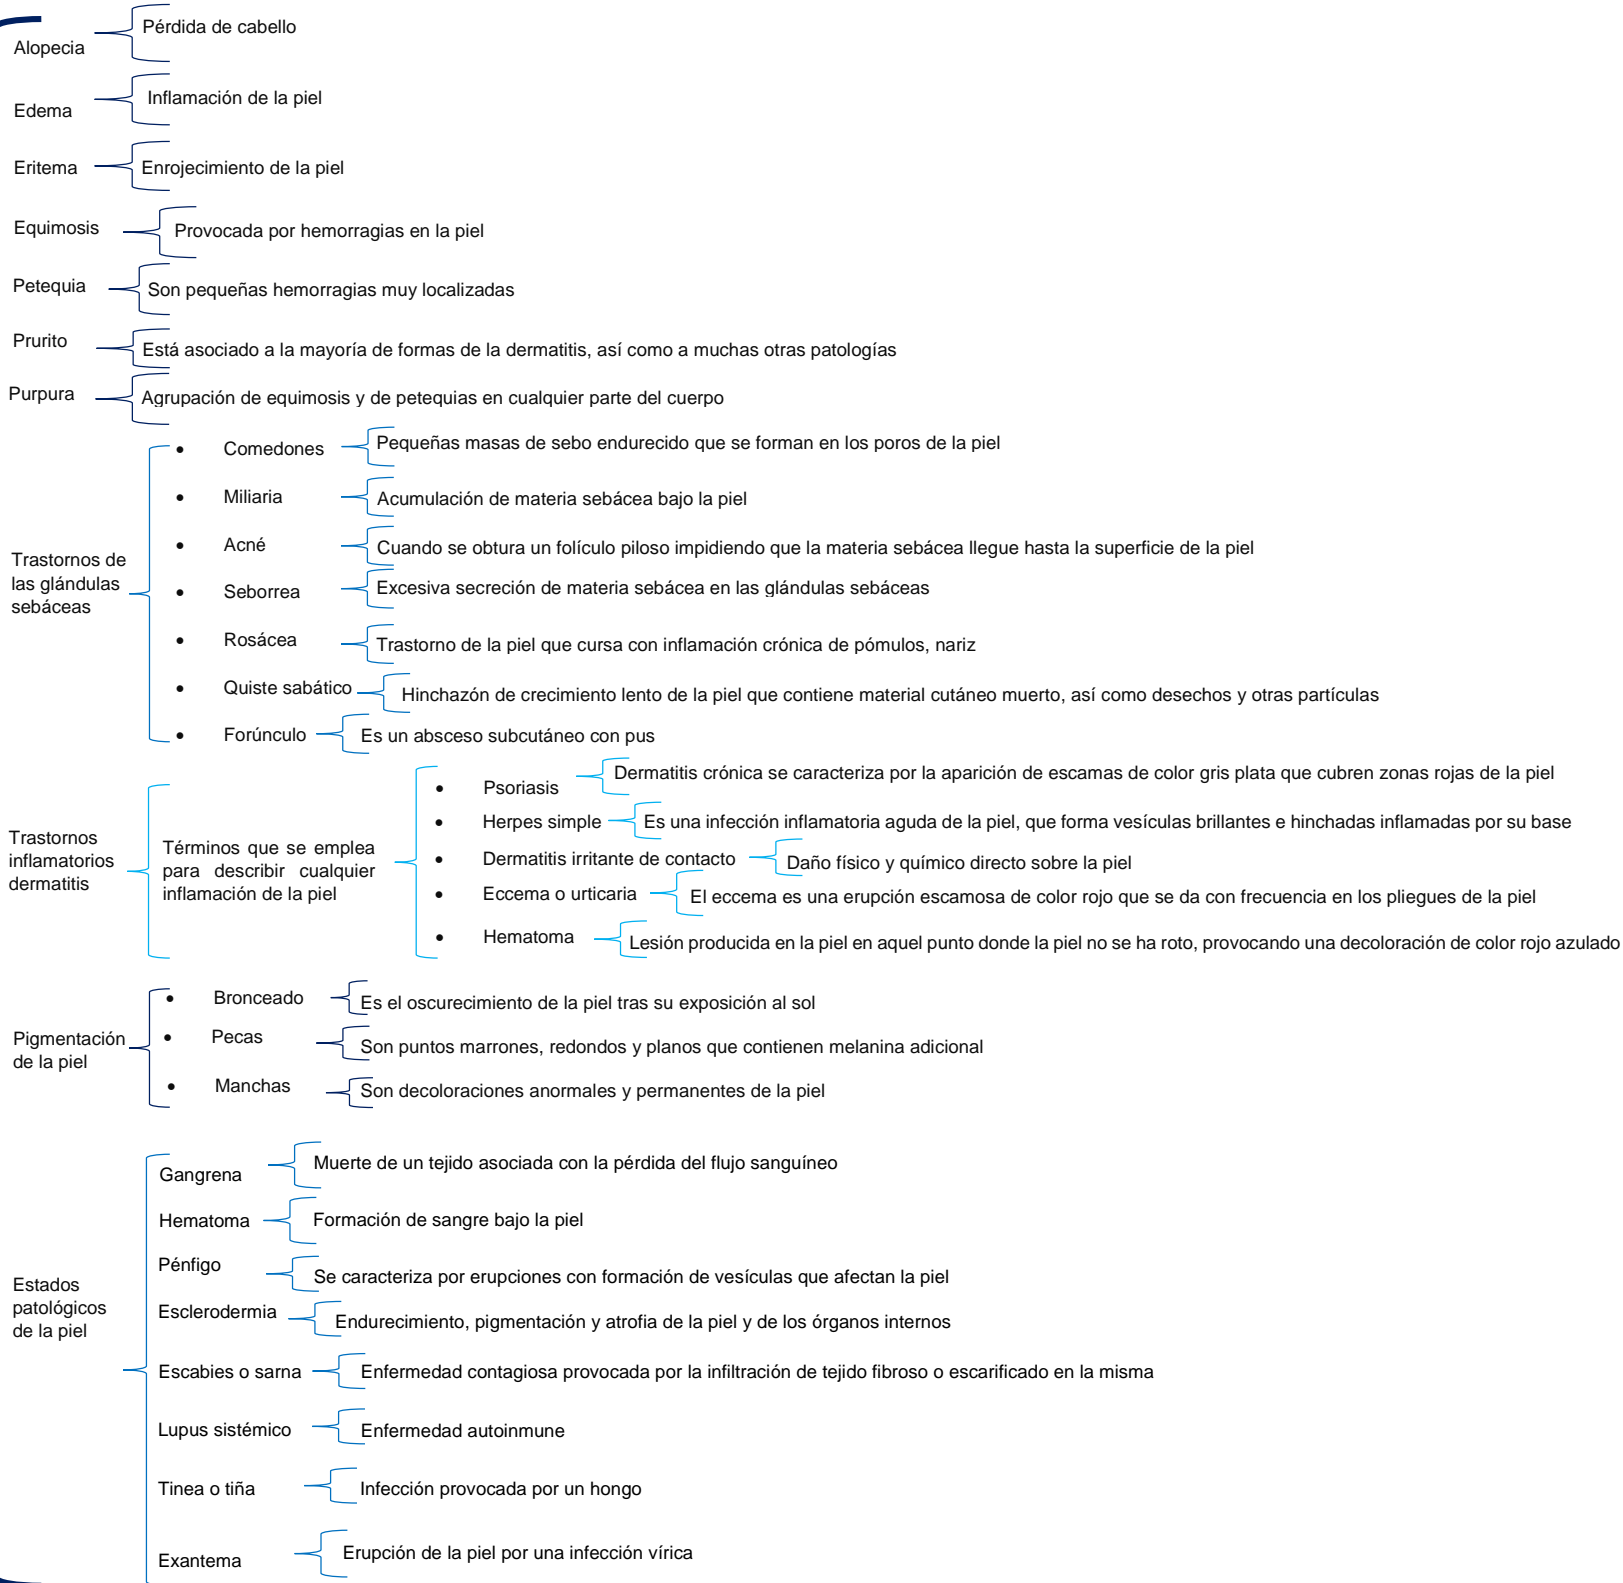 Alopecia
Pérdida de cabello
Edema
Inflamación de la piel
Eritema
Enrojecimiento de la piel
Equimosis
Provocada por hemorragias en la piel
Petequia
Son pequeñas hemorragias muy localizadas
Prurito
Está asociado a la mayoría de formas de la dermatitis, así como a muchas otras patologías
Purpura
Agrupación de equimosis y de petequias en cualquier parte del cuerpo
Trastornos de
las glándulas
sebáceas
• Comedones
Pequeñas masas de sebo endurecido que se forman en los poros de la piel
• Miliaria
Acumulación de materia sebácea bajo la piel
• Acné
Cuando se obtura un folículo piloso impidiendo que la materia sebácea llegue hasta la superficie de la piel
• Seborrea
Excesiva secreción de materia sebácea en las glándulas sebáceas
• Rosácea
Trastorno de la piel que cursa con inflamación crónica de pómulos, nariz
• Quiste sabático
Hinchazón de crecimiento lento de la piel que contiene material cutáneo muerto, así como desechos y otras partículas
• Forúnculo
Es un absceso subcutáneo con pus
Trastornos
inflamatorios
dermatitis
Términos que se emplea
para describir cualquier
inflamación de la piel
• Psoriasis
Dermatitis crónica se caracteriza por la aparición de escamas de color gris plata que cubren zonas rojas de la piel
• Herpes simple
Es una infección inflamatoria aguda de la piel, que forma vesículas brillantes e hinchadas inflamadas por su base
• Dermatitis irritante de contacto
Daño físico y químico directo sobre la piel
• Eccema o urticaria
El eccema es una erupción escamosa de color rojo que se da con frecuencia en los pliegues de la piel
• Hematoma
Lesión producida en la piel en aquel punto donde la piel no se ha roto, provocando una decoloración de color rojo azulado
Pigmentación
de la piel
• Bronceado
Es el oscurecimiento de la piel tras su exposición al sol
• Pecas
Son puntos marrones, redondos y planos que contienen melanina adicional
• Manchas
Son decoloraciones anormales y permanentes de la piel
Estados
patológicos
de la piel
Gangrena
Muerte de un tejido asociada con la pérdida del flujo sanguíneo
Hematoma
Formación de sangre bajo la piel
Pénfigo
Se caracteriza por erupciones con formación de vesículas que afectan la piel
Esclerodermia
Endurecimiento, pigmentación y atrofia de la piel y de los órganos internos
Escabies o sarna
Enfermedad contagiosa provocada por la infiltración de tejido fibroso o escarificado en la misma
Lupus sistémico
Enfermedad autoinmune
Tinea o tiña
Infección provocada por un hongo
Exantema
Erupción de la piel por una infección vírica